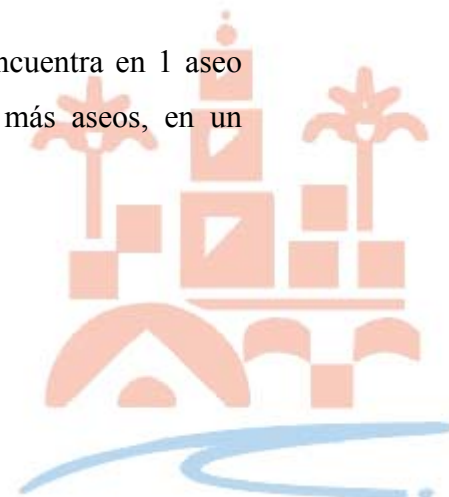 ncuentra en 1 aseo
más aseos, en un